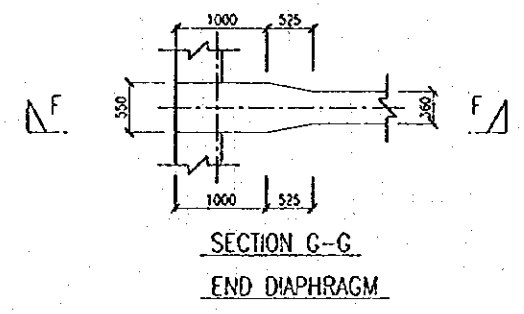 1000 525
550
F
360
F
1000 525
SECTION G-G
END DIAPHRAGM